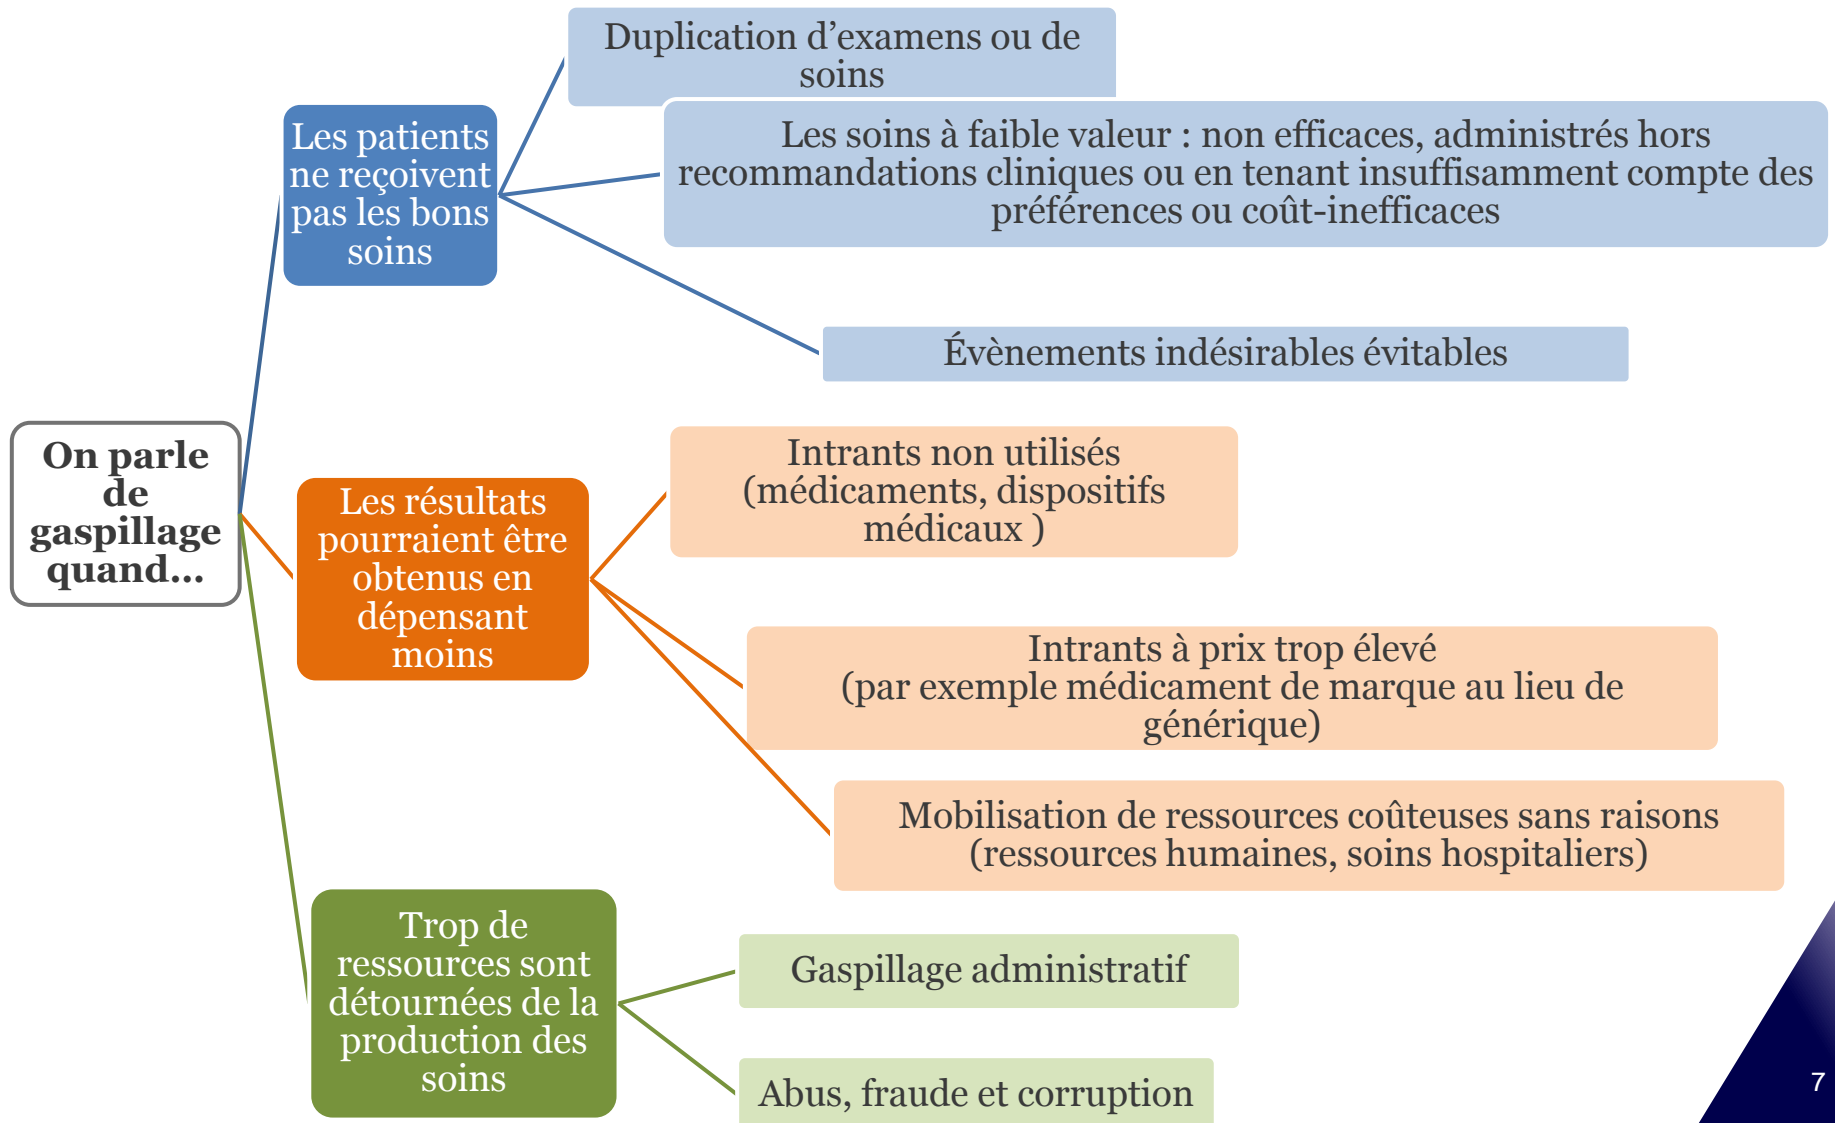 On parle
de
gaspillage
quand…
Les patients
ne reçoivent
pas les bons
soins
Duplication d’examens ou de
soins
Les soins à faible valeur : non efficaces, administrés hors
recommandations cliniques ou en tenant insuffisamment compte des
préférences ou coût-inefficaces
Évènements indésirables évitables
Les résultats
pourraient être
obtenus en
dépensant
moins
Intrants non utilisés
(médicaments, dispositifs
médicaux )
Intrants à prix trop élevé
(par exemple médicament de marque au lieu de
générique)
Mobilisation de ressources coûteuses sans raisons
(ressources humaines, soins hospitaliers)
Trop de
ressources sont
détournées de la
production des
soins
Gaspillage administratif
Abus, fraude et corruption
7